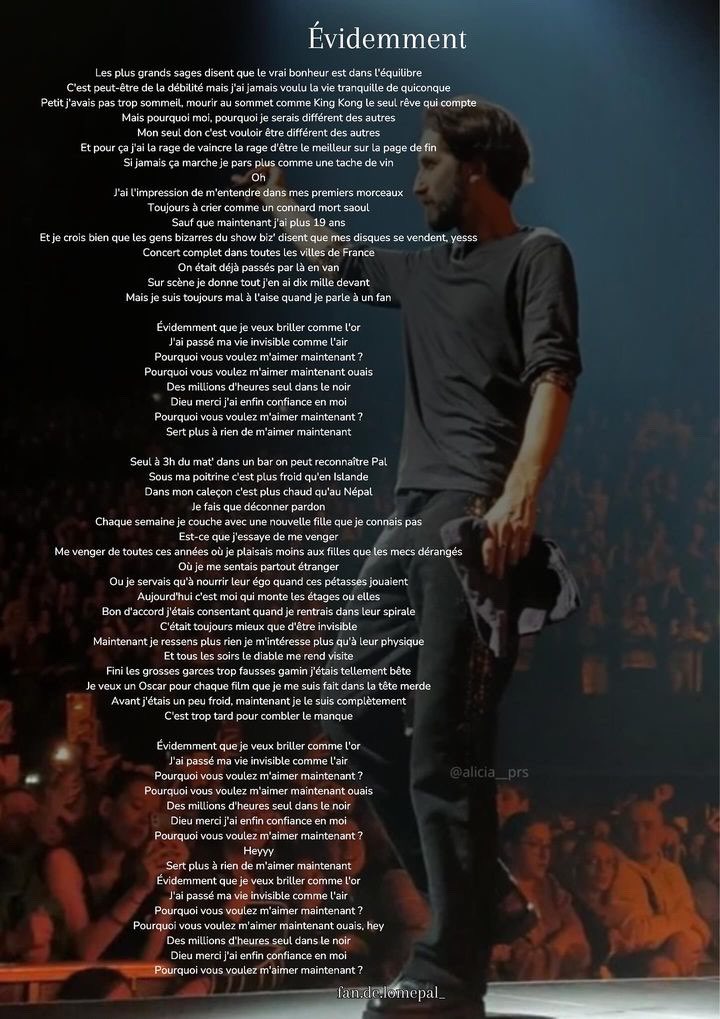 Évidemment
Les plus grands sages disent que le vrai bonheur est dans l'équilibre
C'est peut-être de la débilité mais j'ai jamais voulu la vie tranquille de quiconque
Petit j'avais pas trop sommeil, mourir au sommet comme King Kong le seul rêve qui compte
Mais pourquoi moi, pourquoi je serais différent des autres
Mon seul don c'est vouloir être différent des autres
Et pour ça j'ai la rage de vaincre la rage d'être le meilleur sur la page de fin
Si jamais ça marche je pars plus comme une tache de vin
Oh
J'ai l'impression de m'entendre dans mes premiers morceaux
Toujours à crier comme un connard mort saoul
Sauf que maintenant j'ai plus 19 ans
Et je crois bien que les gens bizarres du show biz' disent que mes disques se vendent, yesss
Concert complet dans toutes les villes de France
On était déjà passés par là en van
Sur scène je donne tout j'en ai dix mille devant
Mais je suis toujours mal à l'aise quand je parle à un fan
Évidemment que je veux briller comme l'or
J'ai passé ma vie invisible comme l'air
Pourquoi vous voulez m'aimer maintenant ?
Pourquoi vous voulez m'aimer maintenant ouais
Des millions d'heures seul dans le noir
Dieu merci j'ai enfin confiance en moi
Pourquoi vous voulez m'aimer maintenant ?
Sert plus à rien de m'aimer maintenant
Seul à 3h du mat' dans un bar on peut reconnaître Pal
Sous ma poitrine c'est plus froid qu'en Islande
Dans mon caleçon c'est plus chaud qu'au Népal
Je fais que déconner pardon
Chaque semaine je couche avec une nouvelle fille que je connais pas
Est-ce que j'essaye de me venger
Me venger de toutes ces années où je plaisais moins aux filles que les mecs dérangés
Où je me sentais partout étranger
Ou je servais qu'à nourrir leur égo quand ces pétasses jouaient
Aujourd'hui c'est moi qui monte les étages ou elles
Bon d'accord j'étais consentant quand je rentrais dans leur spirale
C'était toujours mieux que d'être invisible
Maintenant je ressens plus rien je m'intéresse plus qu'à leur physique
Et tous les soirs le diable me rend visite
Fini les grosses garces trop fausses gamin j'étais tellement bête
Je veux un Oscar pour chaque film que je me suis fait dans la tête merde
Avant j'étais un peu froid, maintenant je le suis complètement
C'est trop tard pour combler le manque
Évidemment que je veux briller comme l'or
J'ai passé ma vie invisible comme l'air
Pourquoi vous voulez m'aimer maintenant ?
Pourquoi vous voulez m'aimer maintenant ouais
Des millions d'heures seul dans le noir
Dieu merci j'ai enfin confiance en moi
Pourquoi vous voulez m'aimer maintenant ?
Heyyy
Sert plus à rien de m'aimer maintenant
Évidemment que je veux briller comme l'or
J'ai passé ma vie invisible comme l'air
Pourquoi vous voulez m'aimer maintenant ?
Pourquoi vous voulez m'aimer maintenant ouais, hey
Des millions d'heures seul dans le noir
Dieu merci j'ai enfin confiance en moi
Pourquoi vous voulez m'aimer maintenant ?
@alicia__prs
fan.de.lomepal_